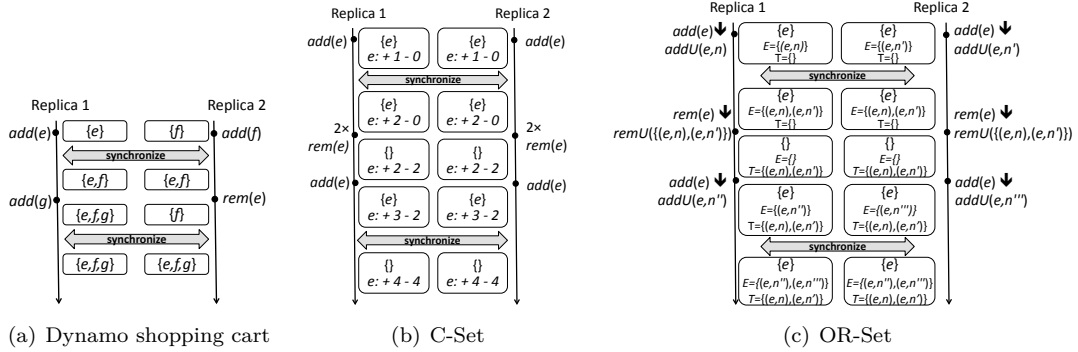 Replica 1
Replica 2
add(e)
{e}
{f}
add(f)
synchronize
{e,f}
{e,f}
add(g)
rem(e)
{e,f,g}
{f}
synchronize
{e,f,g}
{e,f,g}
(a) Dynamo shopping cart
Replica 1
Replica 2
add(e)
{e}
e: + 1 - 0
{e}
e: + 1 - 0
add(e)
synchronize
{e}
e: + 2 - 0
{e}
e: + 2 - 0
2×
rem(e)
2×
rem(e)
{}
e: + 2 - 2
{}
e: + 2 - 2
add(e)
add(e)
{e}
e: + 3 - 2
{e}
e: + 3 - 2
synchronize
{}
e: + 4 - 4
{}
e: + 4 - 4
(b) C-Set
Replica 1
Replica 2
add(e) 🡻
addU(e,n)
{e}
E={(e,n)}
T={}
{e}
E={(e,n')}
T={}
add(e) 🡻
addU(e,n')
synchronize
rem(e) 🡻
remU({(e,n),(e,n')})
{e}
E={(e,n),(e,n')}
T={}
{e}
E={(e,n),(e,n')}
T={}
rem(e) 🡻
remU({(e,n),(e,n')})
{}
E={}
T={(e,n),(e,n')}
{}
E={}
T={(e,n),(e,n')}
add(e) 🡻
addU(e,n'')
{e}
E={(e,n'')}
T={(e,n),(e,n')}
{e}
E={(e,n''')}
T={(e,n),(e,n')}
add(e) 🡻
addU(e,n''')
synchronize
{e}
E={(e,n''),(e,n''')}
T={(e,n),(e,n')}
{e}
E={(e,n''),(e,n''')}
T={(e,n),(e,n')}
(c) OR-Set